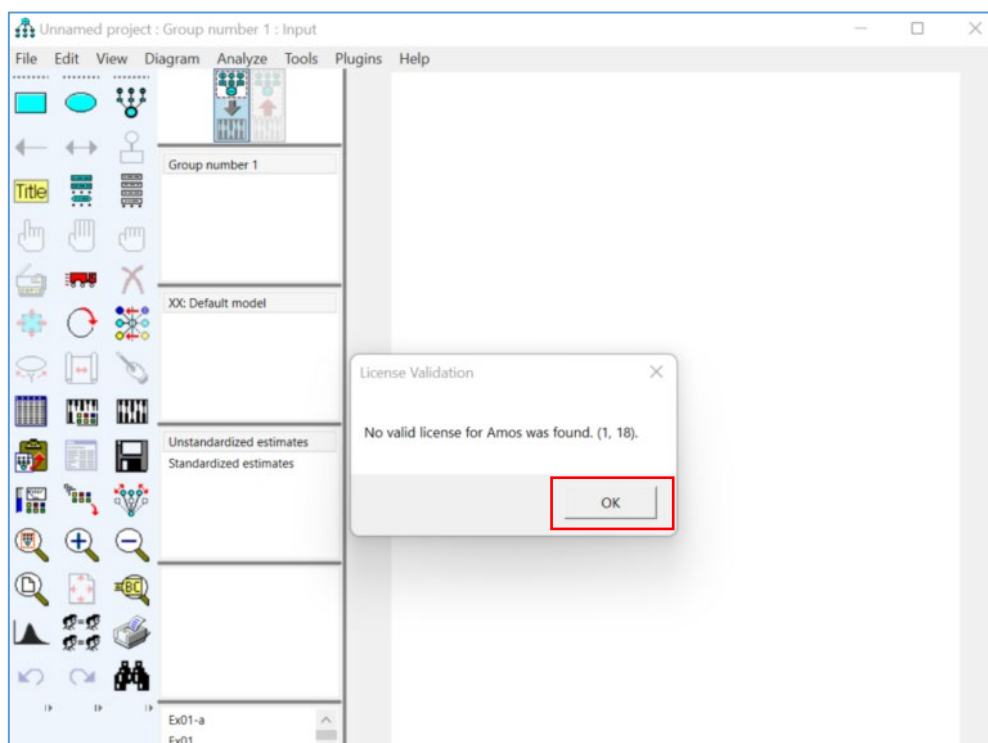 Unnamed project : Group number 1 : Input
File Edit View Diagram Analyze Tools Plugins Help
Title
Group number 1
XX: Default model
License Validation
No valid license for Amos was found. (1, 18).
OK
Unstandardized estimates
Standardized estimates
Ex01-a
Ex01